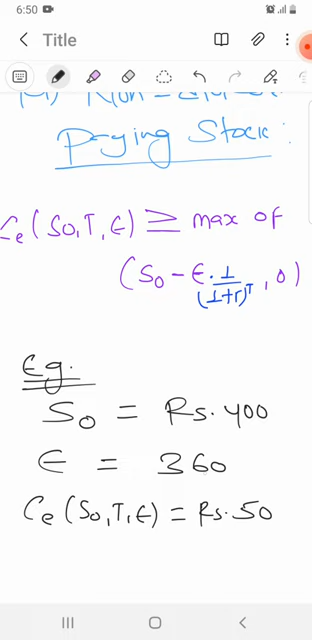 6:50
Title
Paying Stock:
Ce (S0, T, E) ≥ max of
(S0 - E. 1/(1+r)^T, 0)
Eg.
S0 = Rs. 400
E = 360
Ce (S0, T, E) = Rs. 50